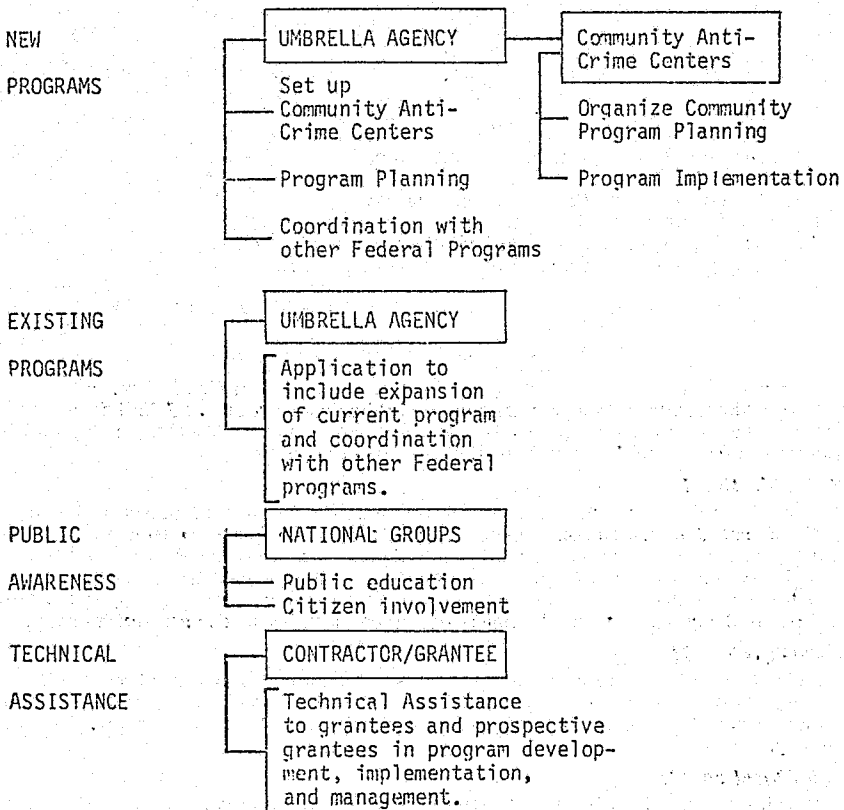 NEW
PROGRAMS
UMBRELLA AGENCY
Set up
Community Anti-
Crime Centers
Program Planning
Coordination with
other Federal Programs
Community Anti-
Crime Centers
Organize Community
Program Planning
Program Implementation
EXISTING
PROGRAMS
UMBRELLA AGENCY
Application to
include expansion
of current program
and coordination
with other Federal
programs.
PUBLIC
AWARENESS
NATIONAL GROUPS
Public education
Citizen involvement
TECHNICAL
ASSISTANCE
CONTRACTOR/GRANTEE
Technical Assistance
to grantees and prospective
grantees in program develop-
ment, implementation,
and management.